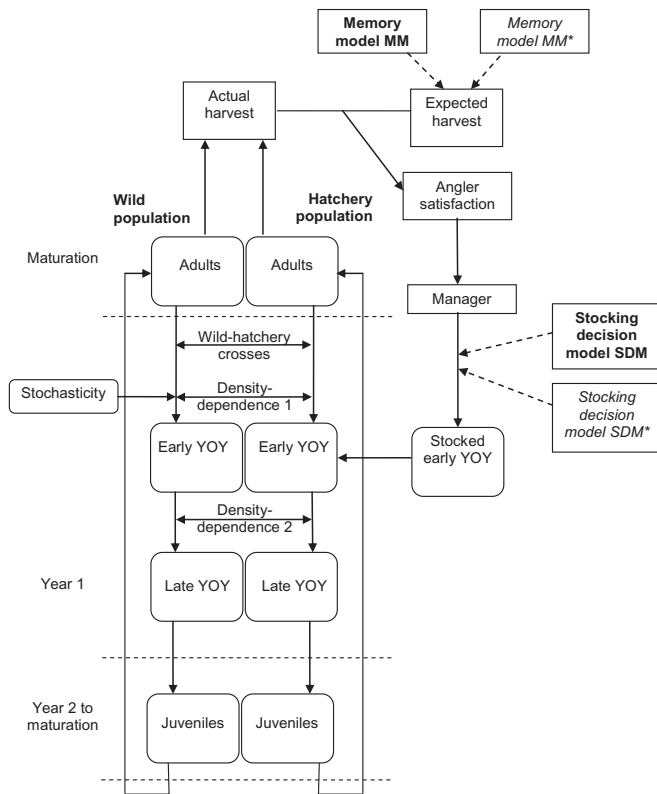 Memory
model MM
Memory
model MM*
Actual
harvest
Expected
harvest
Wild
population
Hatchery
population
Angler
satisfaction
Maturation
Adults
Adults
Manager
Wild-hatchery
crosses
Stocking
decision
model SDM
Stochasticity
Density-
dependence 1
Stocking
decision
model SDM*
Early YOY
Early YOY
Stocked
early YOY
Density-
dependence 2
Year 1
Late YOY
Late YOY
Year 2 to
maturation
Juveniles
Juveniles